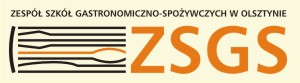 ZESPÓŁ SZKÓŁ GASTRONOMICZNO-SPOŻYWCZYCH W OLSZTYNIE
ZSGS